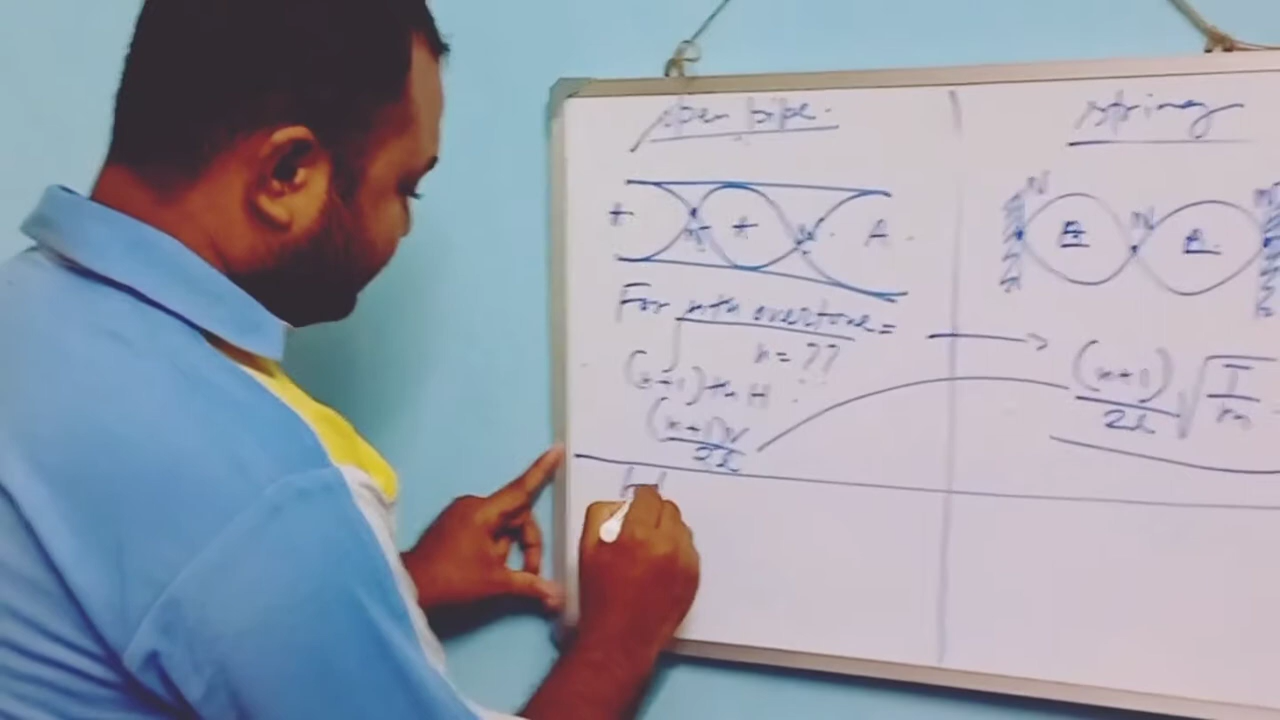 open pipe.
A N A N A.
For nth overtone =
n = ??
(n+1)th H
(n+1)V
2l
string
N N N
A A
(n+1)
2l
√T
m
H